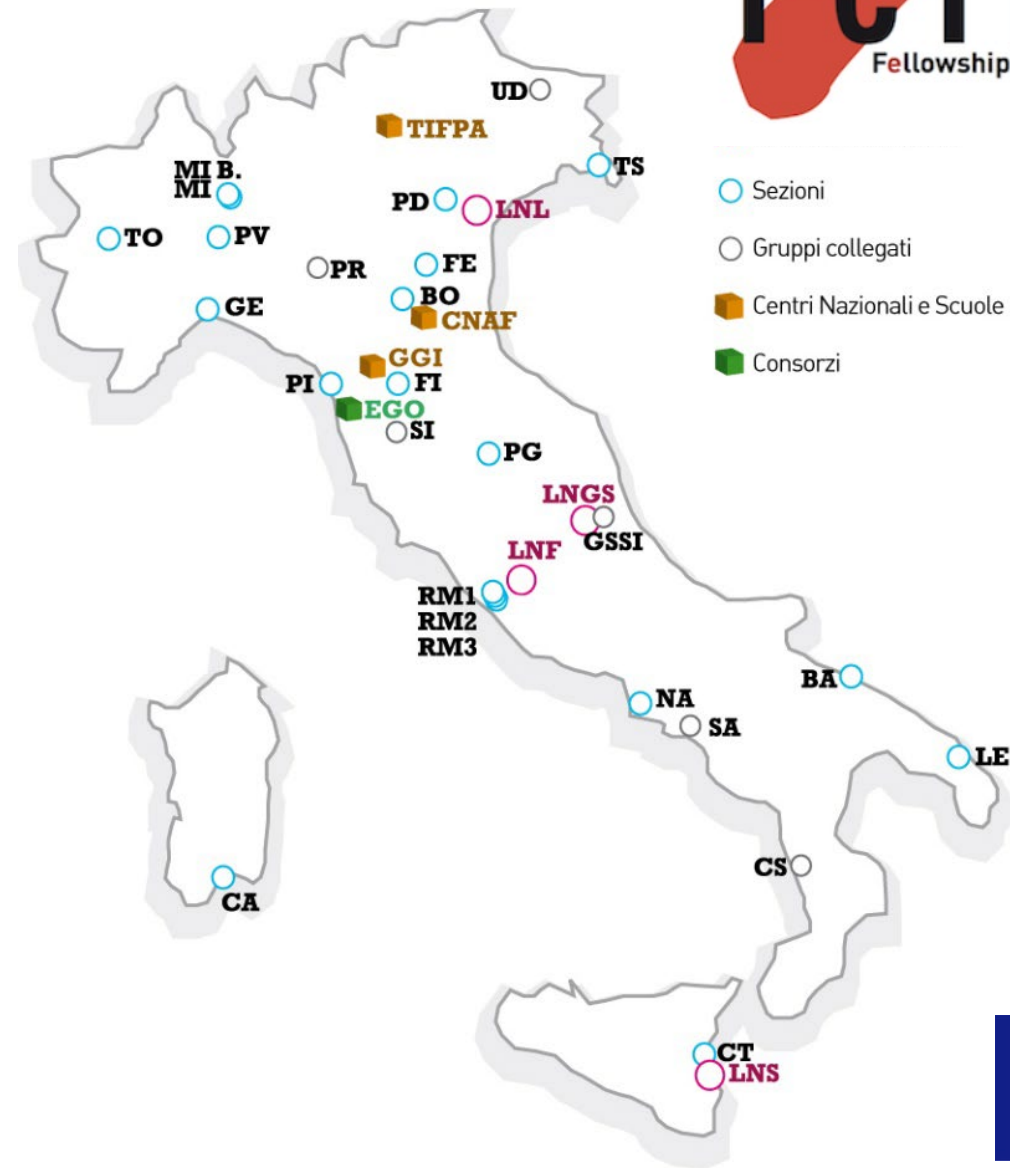 Fellowship
UD
TIFPA
TS
MI B.
MI
PD
LNL
TO
PV
PR
FE
BO
CNAF
GE
GGI
PI
FI
EGO
SI
PG
LNGS
GSSI
LNF
RM1
RM2
RM3
BA
NA
SA
LE
CS
CA
CT
LNS
Sezioni
Gruppi collegati
Centri Nazionali e Scuole
Consorzi